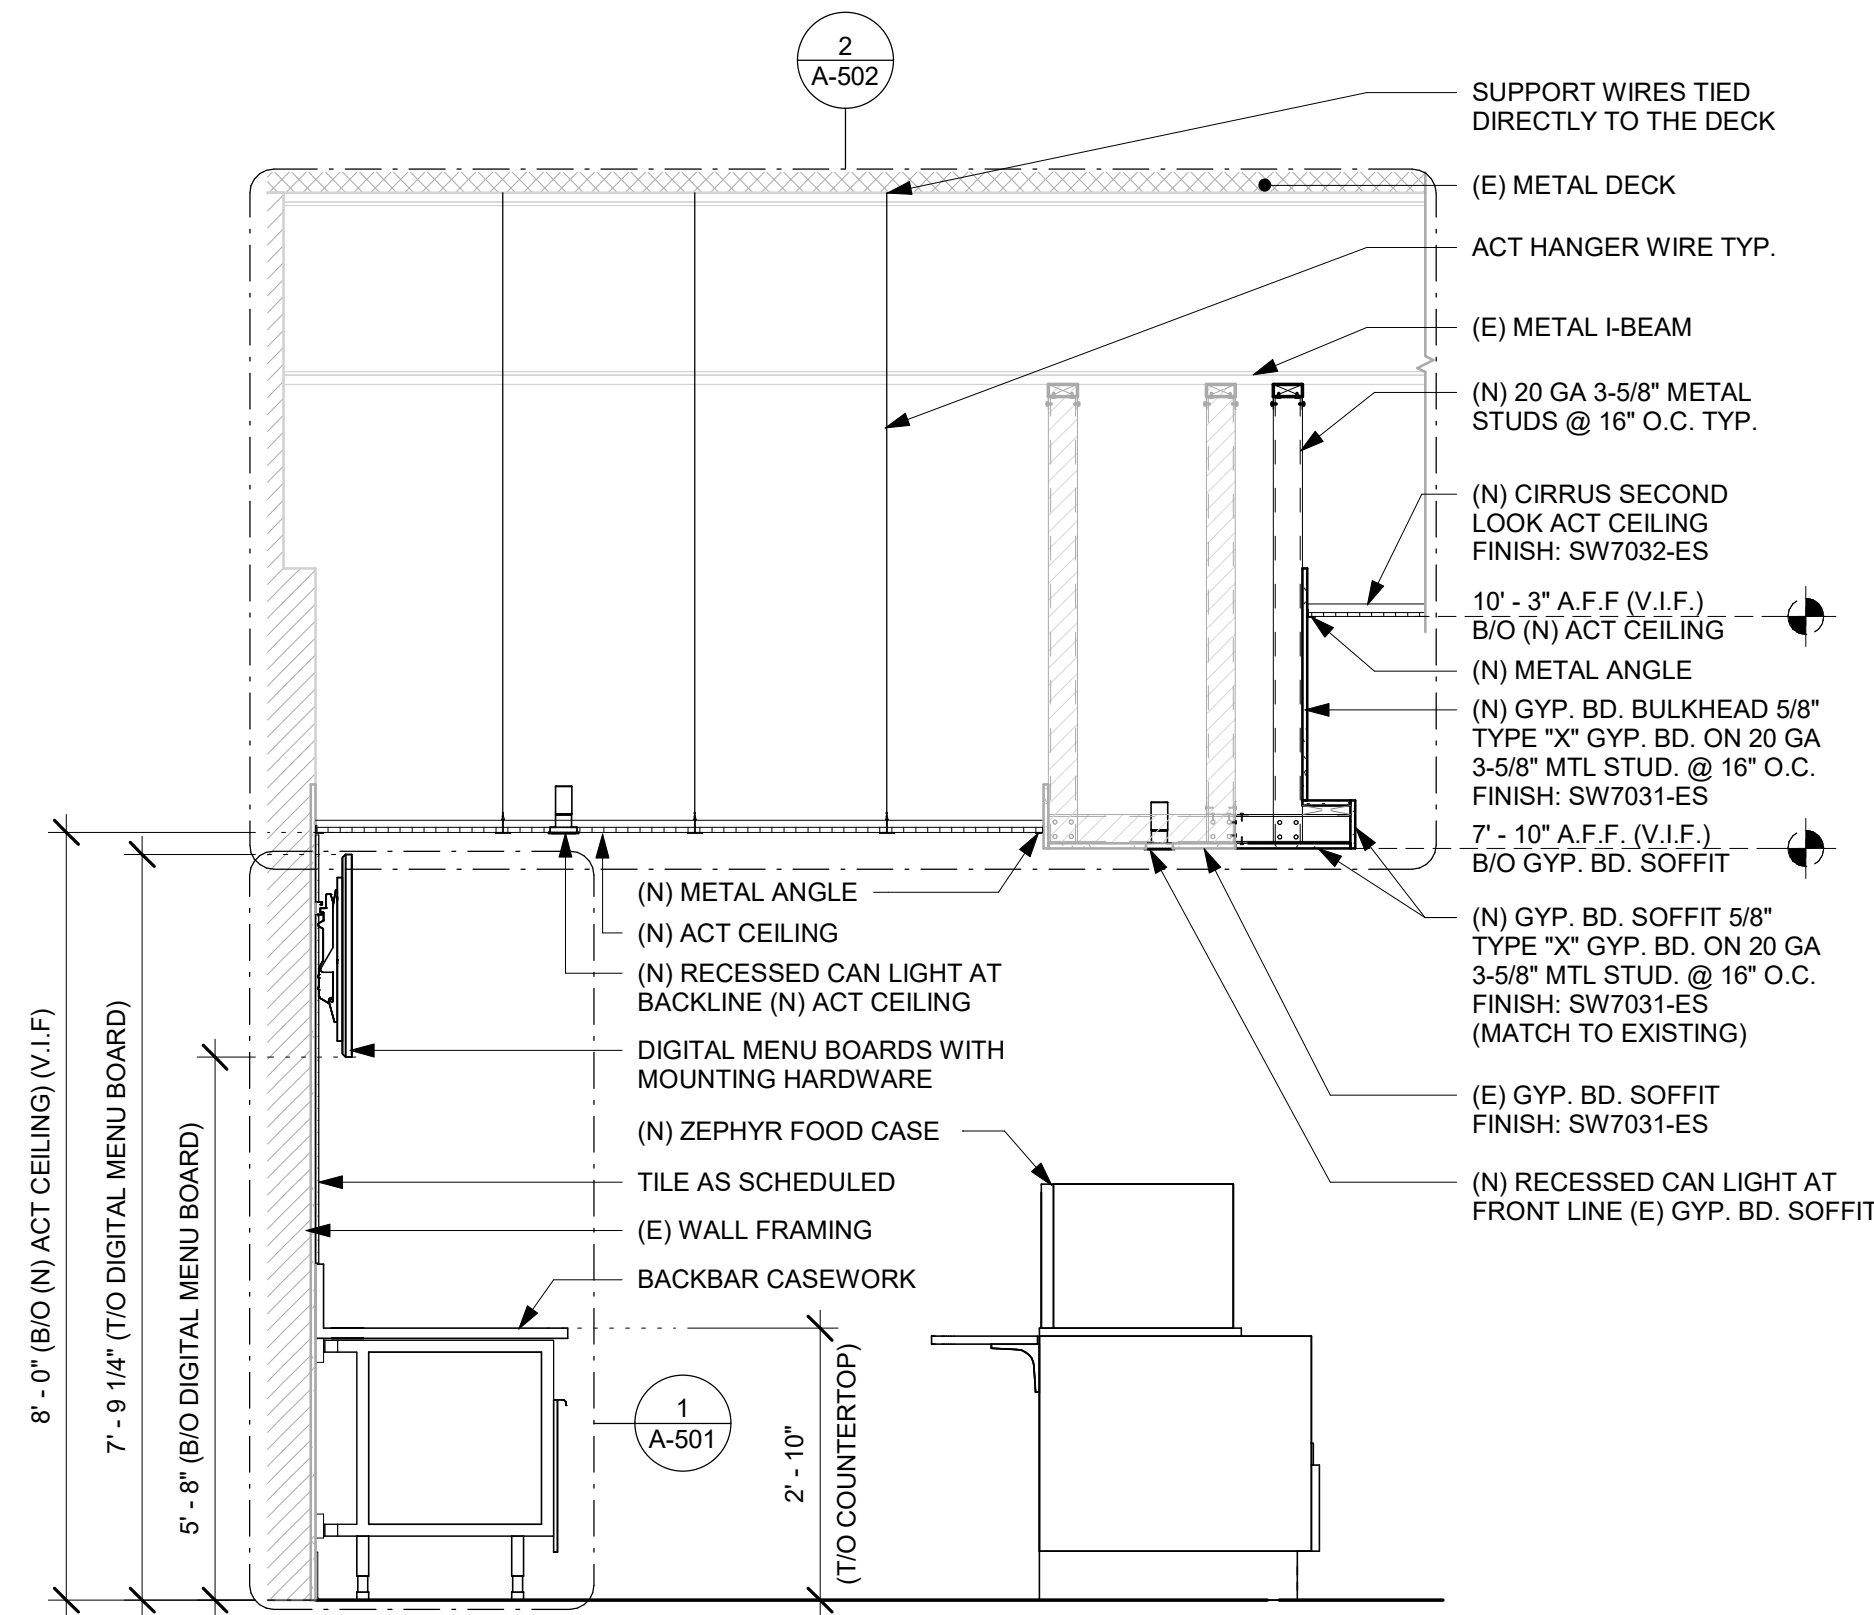 2
A-502
SUPPORT WIRES TIED
DIRECTLY TO THE DECK
(E) METAL DECK
ACT HANGER WIRE TYP.
(E) METAL I-BEAM
(N) 20 GA 3-5/8" METAL
STUDS @ 16" O.C. TYP.
(N) CIRRUS SECOND
LOOK ACT CEILING
FINISH: SW7032-ES
10' - 3" A.F.F (V.I.F.)
B/O (N) ACT CEILING
(N) METAL ANGLE
(N) GYP. BD. BULKHEAD 5/8"
TYPE "X" GYP. BD. ON 20 GA
3-5/8" MTL STUD. @ 16" O.C.
FINISH: SW7031-ES
7' - 10" A.F.F. (V.I.F.)
B/O GYP. BD. SOFFIT
(N) GYP. BD. SOFFIT 5/8"
TYPE "X" GYP. BD. ON 20 GA
3-5/8" MTL STUD. @ 16" O.C.
FINISH: SW7031-ES
(MATCH TO EXISTING)
(E) GYP. BD. SOFFIT
FINISH: SW7031-ES
(N) RECESSED CAN LIGHT AT
FRONT LINE (E) GYP. BD. SOFFIT
(N) METAL ANGLE
(N) ACT CEILING
(N) RECESSED CAN LIGHT AT
BACKLINE (N) ACT CEILING
DIGITAL MENU BOARDS WITH
MOUNTING HARDWARE
(N) ZEPHYR FOOD CASE
TILE AS SCHEDULED
(E) WALL FRAMING
BACKBAR CASEWORK
1
A-501
8' - 0" (B/O (N) ACT CEILING) (V.I.F)
7' - 9 1/4" (T/O DIGITAL MENU BOARD)
5' - 8" (B/O DIGITAL MENU BOARD)
2' - 10"
(T/O COUNTERTOP)